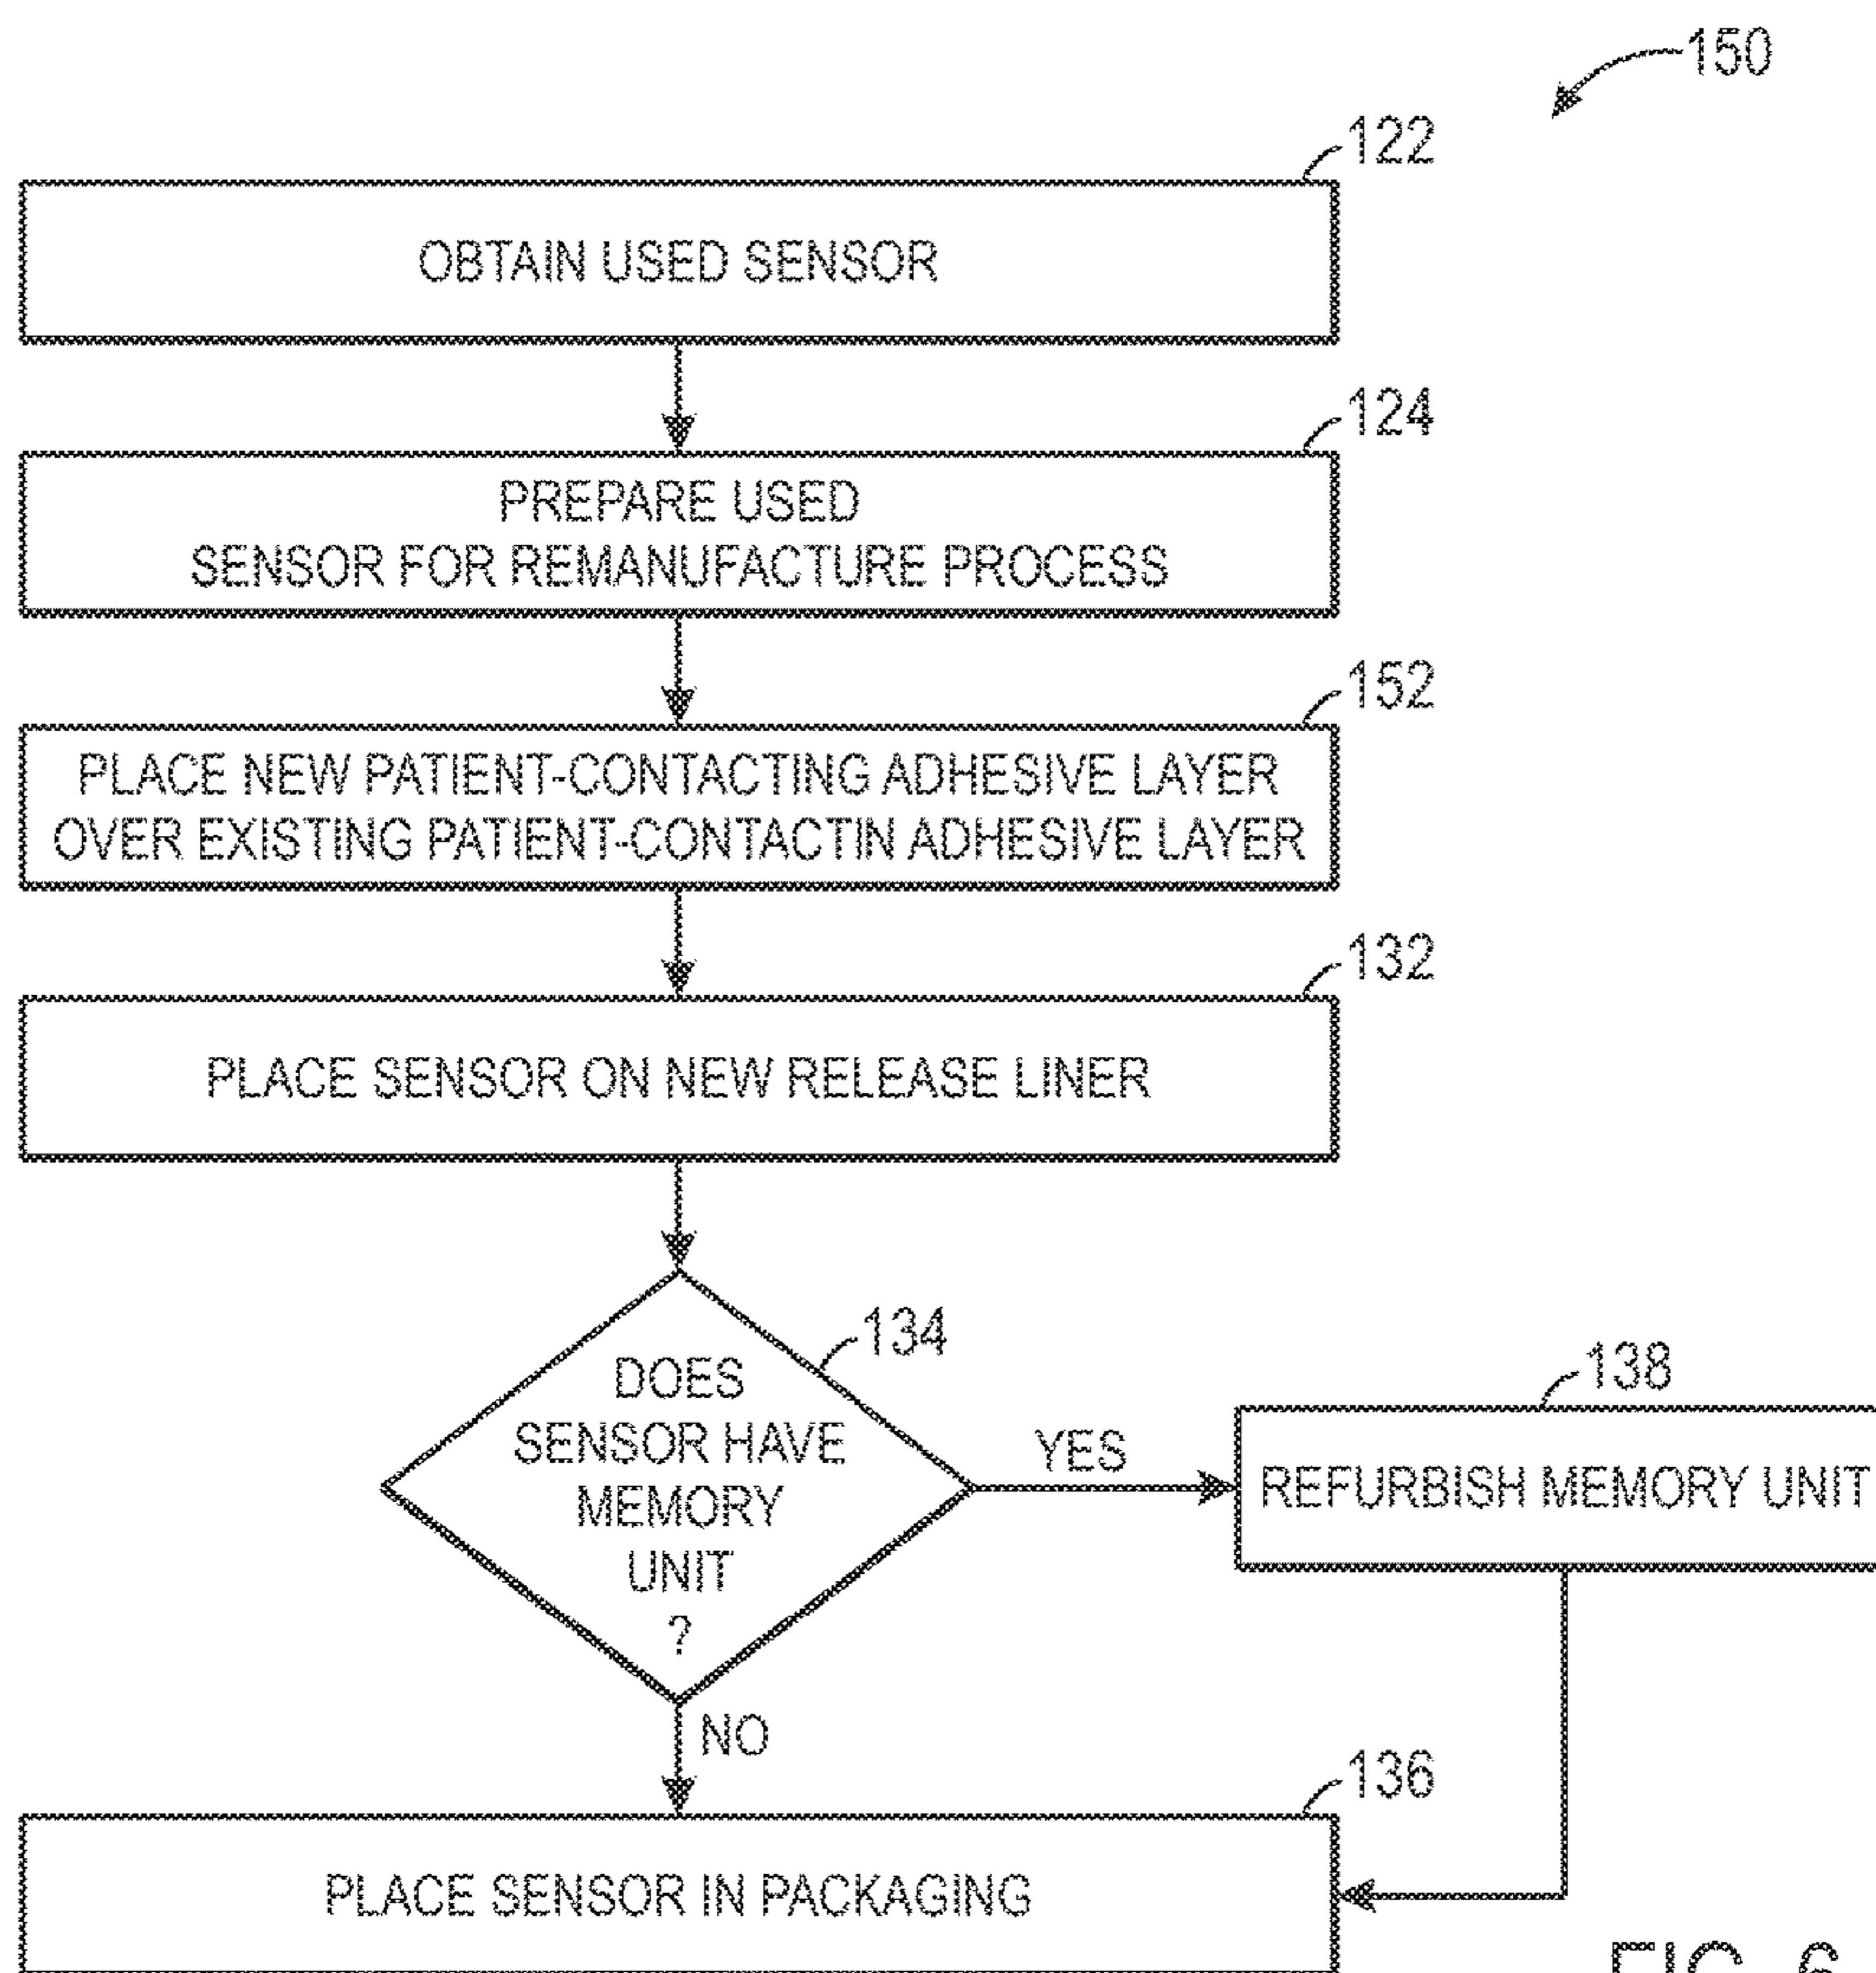 150
122
OBTAIN USED SENSOR
124
PREPARE USED
SENSOR FOR REMANUFACTURE PROCESS
152
PLACE NEW PATIENT-CONTACTING ADHESIVE LAYER
OVER EXISTING PATIENT-CONTACTIN ADHESIVE LAYER
132
PLACE SENSOR ON NEW RELEASE LINER
134
DOES
SENSOR HAVE
MEMORY
UNIT
?
YES
138
REFURBISH MEMORY UNIT
NO
136
PLACE SENSOR IN PACKAGING
FIG. 6